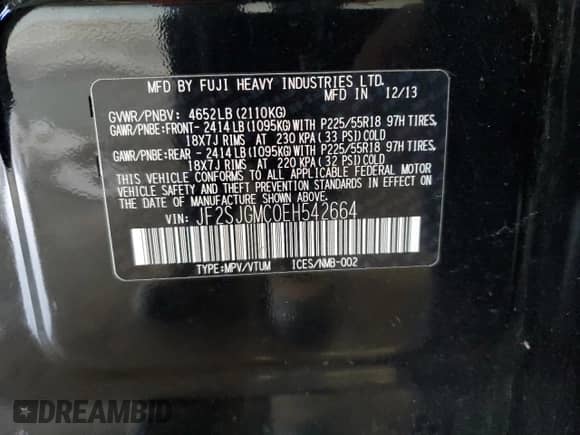 MFD BY FUJI HEAVY INDUSTRIES LTD.
MFD IN 12/13
GVWR/PNBV: 4652LB(2110KG)
GAWR/PNBE:FRONT- 2414LB(1095KG)WITH P225/55R18 97H TIRES,
18X7J RIMS AT 230 KPA(33 PSI)COLD
GAWR/PNBE:REAR - 2414LB(1095KG)WITH P225/55R18 97H TIRES,
18X7J RIMS AT 220 KPA(32 PSI)COLD
THIS VEHICLE CONFORMS TO ALL APPLICABLE FEDERAL MOTOR
VEHICLE SAFETY AND THEFT PREVENTION STANDARDS IN EFFECT ON
THE DATE OF MANUFACTURE SHOWN ABOVE.
VIN: JF2SJGMC0EH542664
TYPE:MPV/VTUM ICES/NMB-002
DREAMBID